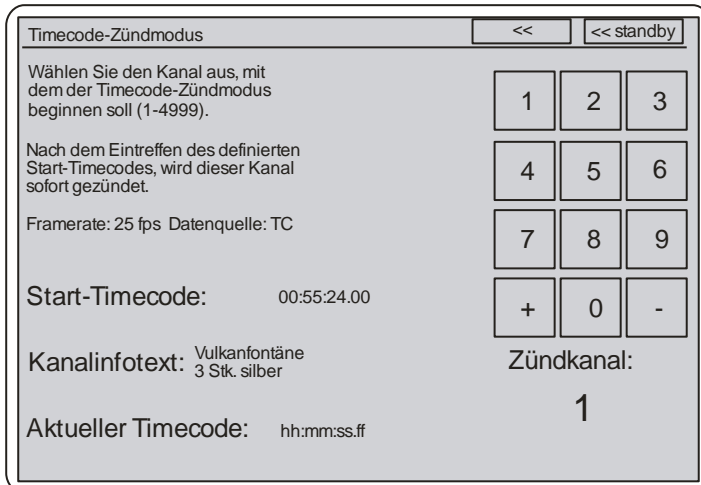 Timecode-Zündmodus
<<
<< standby
Wählen Sie den Kanal aus, mit
dem der Timecode-Zündmodus
beginnen soll (1-4999).
Nach dem Eintreffen des definierten
Start-Timecodes, wird dieser Kanal
sofort gezündet.
Framerate: 25 fps Datenquelle: TC
Start-Timecode: 00:55:24.00
Kanalinfotext: Vulkanfontäne
3 Stk. silber
Aktueller Timecode: hh:mm:ss.ff
1 2 3
4 5 6
7 8 9
+ 0 -
Zündkanal:
1